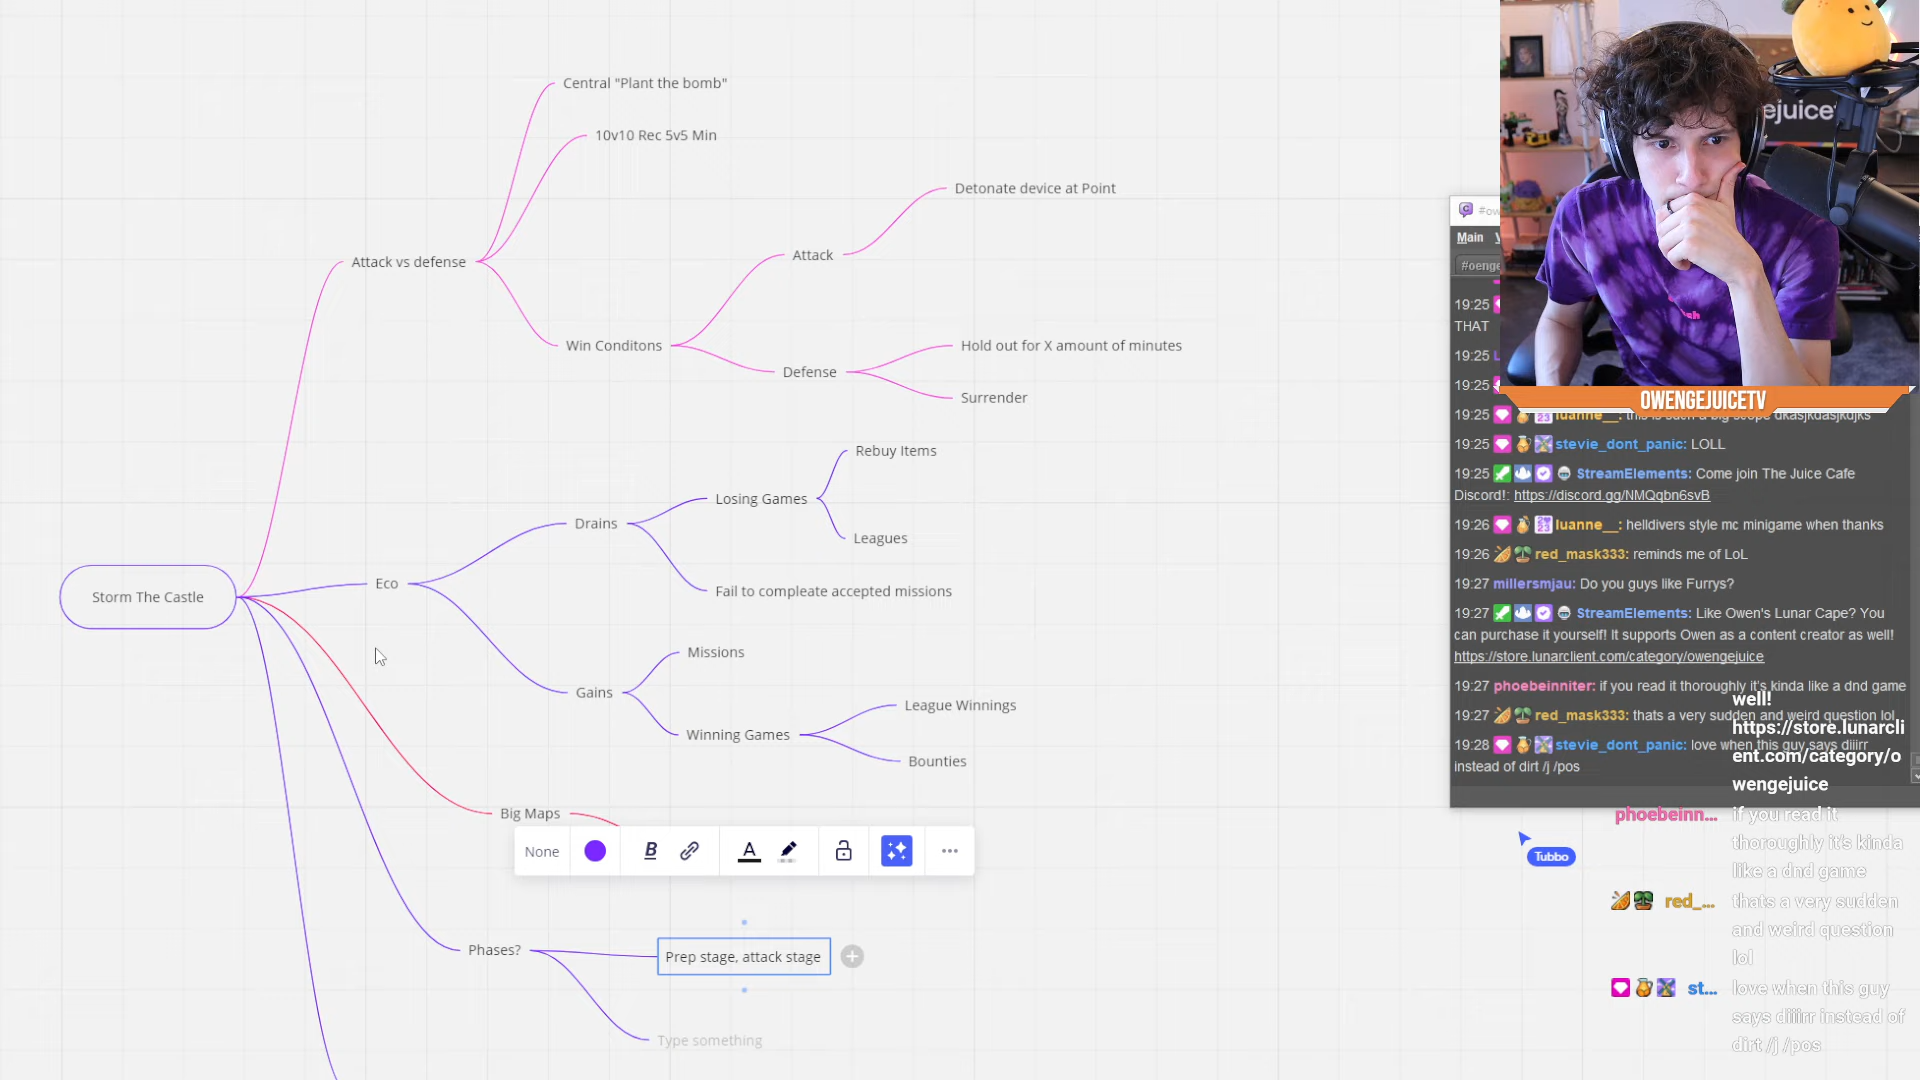 Central "Plant the bomb"
10v10 Rec 5v5 Min
Detonate device at Point
Attack vs defense
Attack
Win Conditons
Hold out for X amount of minutes
Defense
Surrender
Rebuy Items
Losing Games
Drains
Leagues
Storm The Castle
Eco
Fail to compleate accepted missions
Missions
Gains
League Winnings
Winning Games
Bounties
Big Maps
None
B
A
Phases?
Prep stage, attack stage
Type something
Tubbo
ejuice
Main
#oenge
19:25
THAT
19:25
19:25
OWENGEJUICETV
19:25 luanne__: this is such a big scope dkasjkdasjkdjks
19:25 stevie_dont_panic: LOLL
19:25 StreamElements: Come join The Juice Cafe
Discord!: https://discord.gg/NMQqbn6svB
19:26 luanne__: helldivers style mc minigame when thanks
19:26 red_mask333: reminds me of LoL
19:27 millersmjau: Do you guys like Furrys?
19:27 StreamElements: Like Owen's Lunar Cape? You
can purchase it yourself! It supports Owen as a content creator as well!
https://store.lunarclient.com/category/owengejuice
19:27 phoebeinniter: if you read it thoroughly it's kinda like a dnd game
19:27 red_mask333: thats a very sudden and weird question lol
19:28 stevie_dont_panic: love when this guy says diiirr
instead of dirt /j /pos
well!
https://store.lunarcli
ent.com/category/o
wengejuice
phoebeinn... if you read it
thoroughly it's kinda
like a dnd game
red_... thats a very sudden
and weird question
lol
st... love when this guy
says diiirr instead of
dirt /j /pos